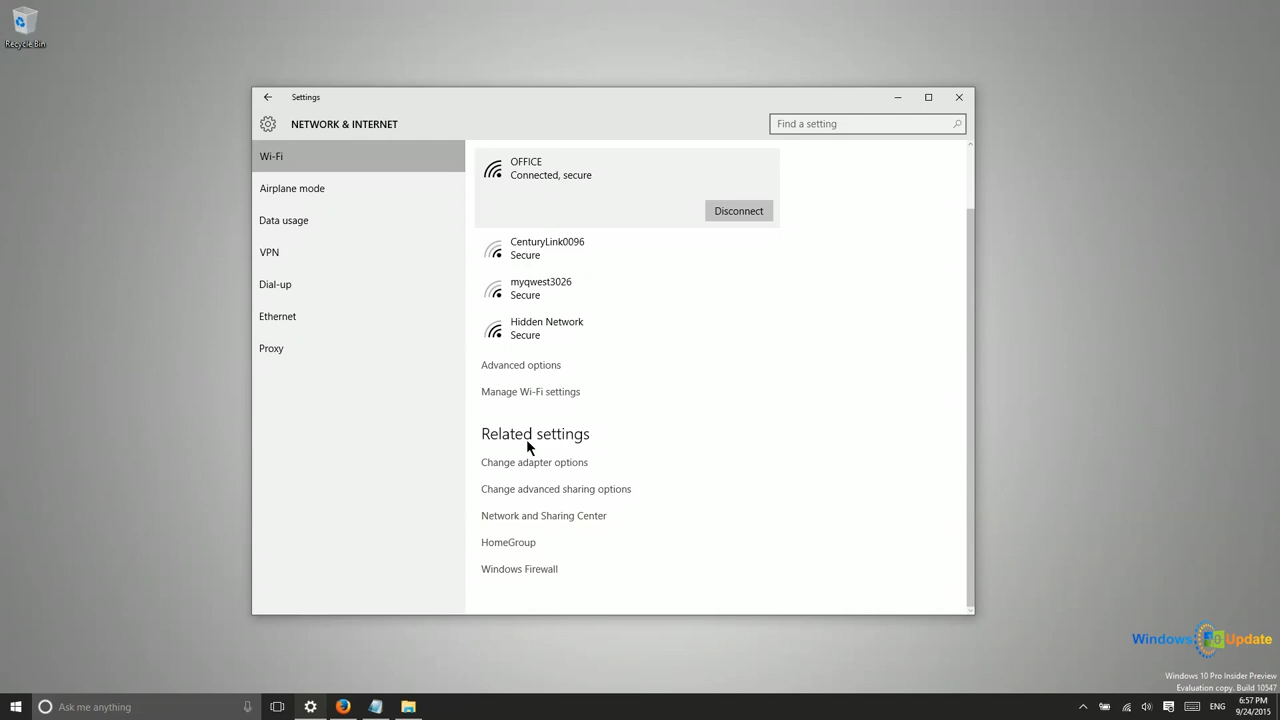 Recycle Bin
Settings
NETWORK & INTERNET
Find a setting
Wi-Fi
Airplane mode
Data usage
VPN
Dial-up
Ethernet
Proxy
OFFICE
Connected, secure
Disconnect
CenturyLink0096
Secure
myqwest3026
Secure
Hidden Network
Secure
Advanced options
Manage Wi-Fi settings
Related settings
Change adapter options
Change advanced sharing options
Network and Sharing Center
HomeGroup
Windows Firewall
Windows 10 Update
Windows 10 Pro Insider Preview
Evaluation copy. Build 10547
Ask me anything
ENG
6:57 PM
9/24/2015